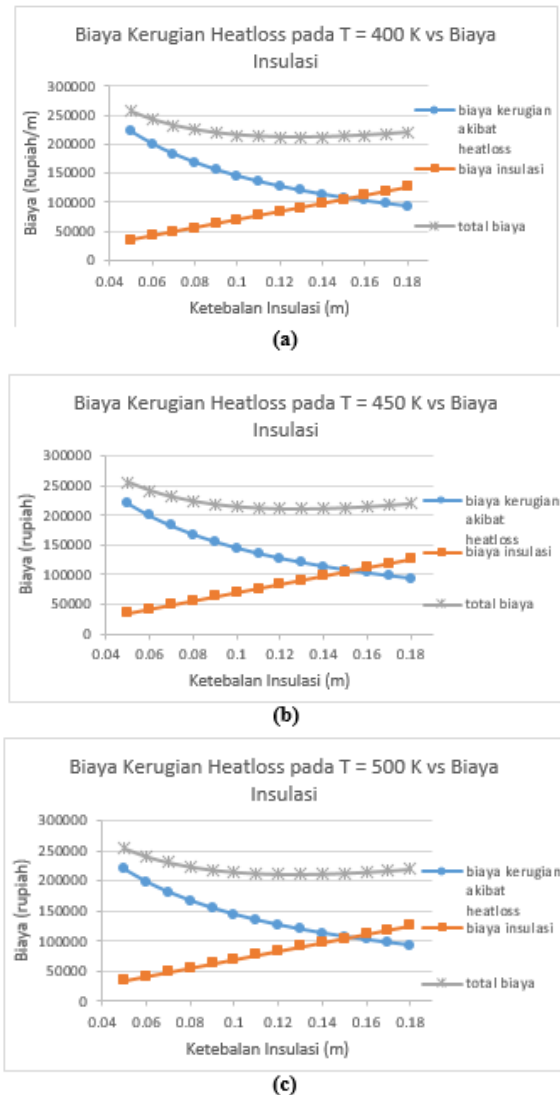 Biaya Kerugian Heatloss pada T = 400 K vs Biaya
Insulasi
Biaya (Rupiah/m)
300000
250000
200000
150000
100000
50000
0
0.04 0.06 0.08 0.1 0.12 0.14 0.16 0.18
Ketebalan Insulasi (m)
biaya kerugian
akibat
heatloss
biaya insulasi
total biaya
(a)
Biaya Kerugian Heatloss pada T = 450 K vs Biaya
Insulasi
Biaya (rupiah)
300000
250000
200000
150000
100000
50000
0
0.04 0.06 0.08 0.1 0.12 0.14 0.16 0.18
Ketebalan Insulasi (m)
biaya kerugian
akibat
heatloss
biaya insulasi
total biaya
(b)
Biaya Kerugian Heatloss pada T = 500 K vs Biaya
Insulasi
Biaya (rupiah)
300000
250000
200000
150000
100000
50000
0
0.04 0.06 0.08 0.1 0.12 0.14 0.16 0.18
Ketebalan Insulasi (m)
biaya kerugian
akibat
heatloss
biaya insulasi
total biaya
(c)